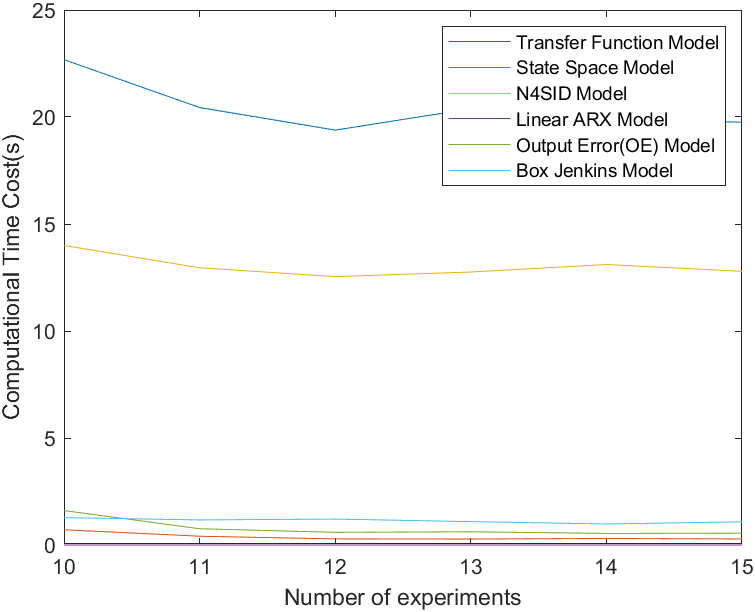 25
20
15
10
5
0
Computational Time Cost(s)
Transfer Function Model
State Space Model
N4SID Model
Linear ARX Model
Output Error(OE) Model
Box Jenkins Model
10 11 12 13 14 15
Number of experiments